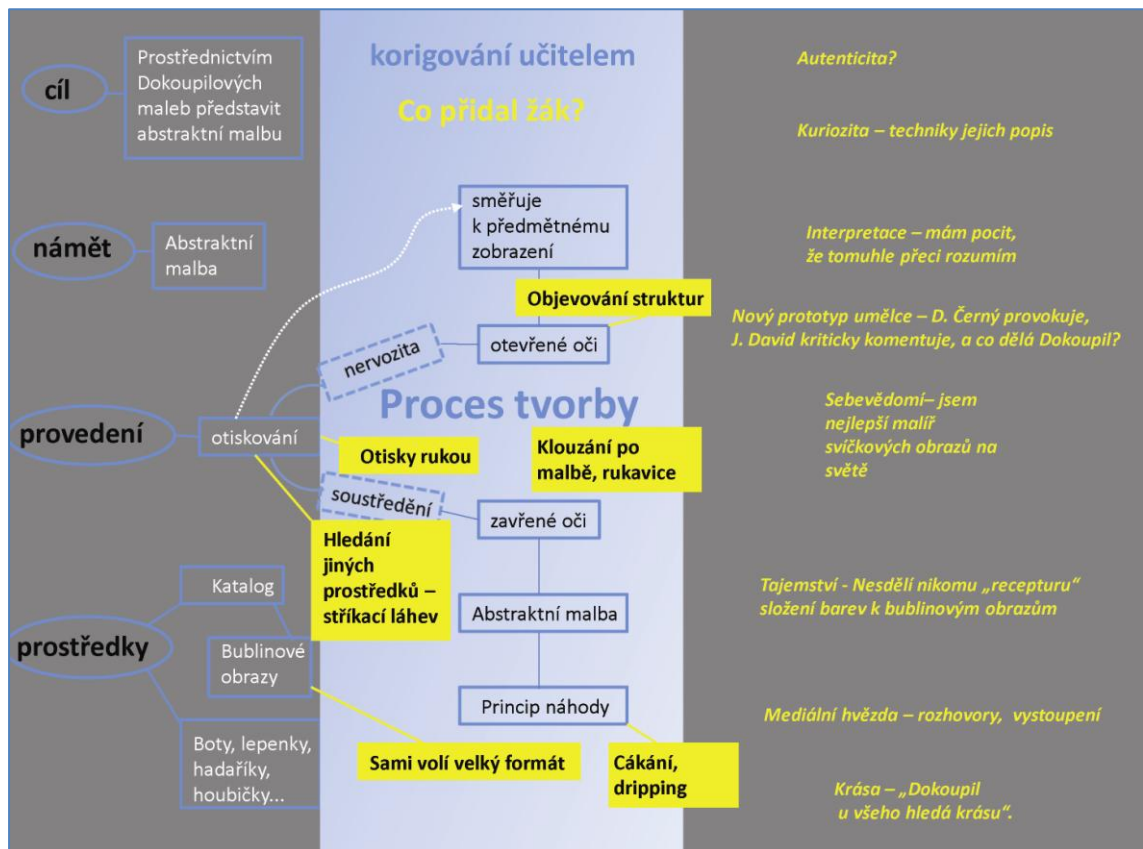 cíl
Prostřednictvím
Dokoupilových
maleb představit
abstraktní malbu
námět
Abstraktní
malba
provedení
otiskování
prostředky
Katalog
Bublinové
obrazy
Boty, lepenky,
hadaříky,
houbičky...
korigování učitelem
Co přidal žák?
směřuje
k předmětnému
zobrazení
Objevování struktur
nervozita
otevřené oči
Proces tvorby
Otisky rukou
Klouzání po
malbě, rukavice
soustředění
zavřené oči
Hledání
jiných
prostředků –
stříkací láhev
Abstraktní malba
Princip náhody
Sami volí velký formát
Cákání,
dripping
Autenticita?
Kuriozita – techniky jejich popis
Interpretace – mám pocit,
že tomuhle přeci rozumím
Nový prototyp umělce – D. Černý provokuje,
J. David kriticky komentuje, a co dělá Dokoupil?
Sebevědomí– jsem
nejlepší malíř
svíčkových obrazů na
světě
Tajemství - Nesdělí nikomu „recepturu“
složení barev k bublinovým obrazům
Mediální hvězda – rozhovory, vystoupení
Krása – „Dokoupil
u všeho hledá krásu“.